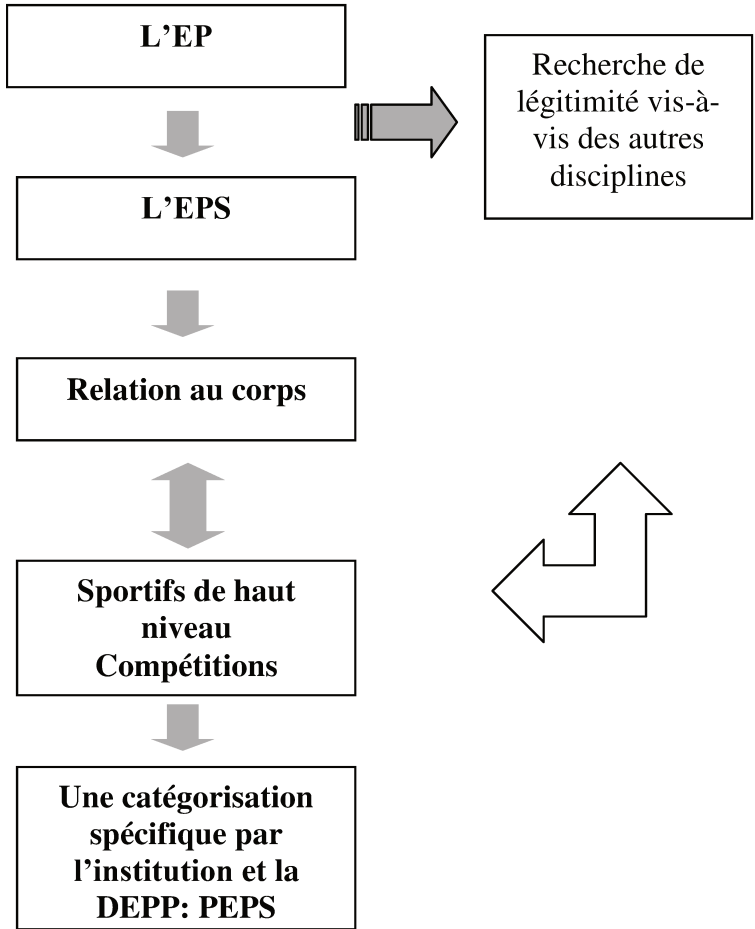 L’EP
Recherche de
légitimité vis-à-
vis des autres
disciplines
L’EPS
Relation au corps
Sportifs de haut
niveau
Compétitions
Une catégorisation
spécifique par
l’institution et la
DEPP: PEPS